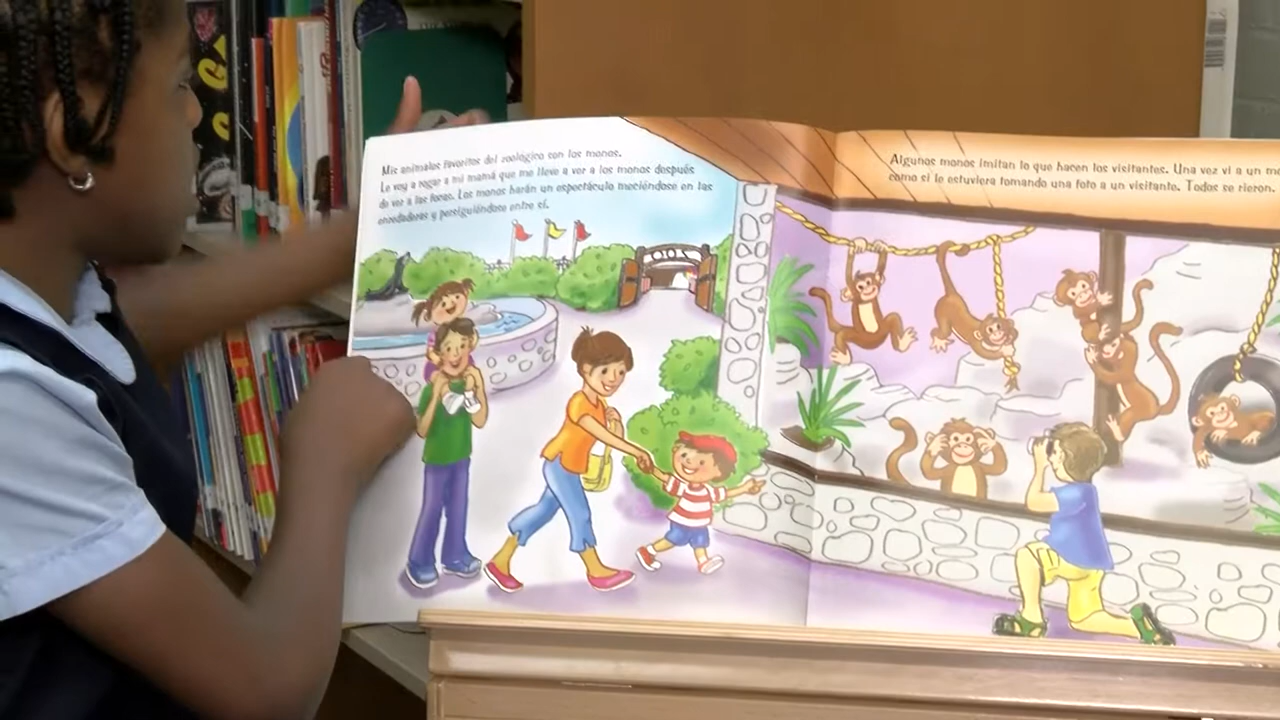 Mis animales favoritos del zoológico son los monos.
Le voy a rogar a mi mamá que me lleve a ver a los monos después
de ver a las focas. Los monos harán un espectáculo meciéndose en las
enredaderas y persiguiéndose entre sí.
ZOO
Algunos monos imitan lo que hacen los visitantes. Una vez vi a un mo
como si le estuviera tomando una foto a un visitante. Todos se rieron.